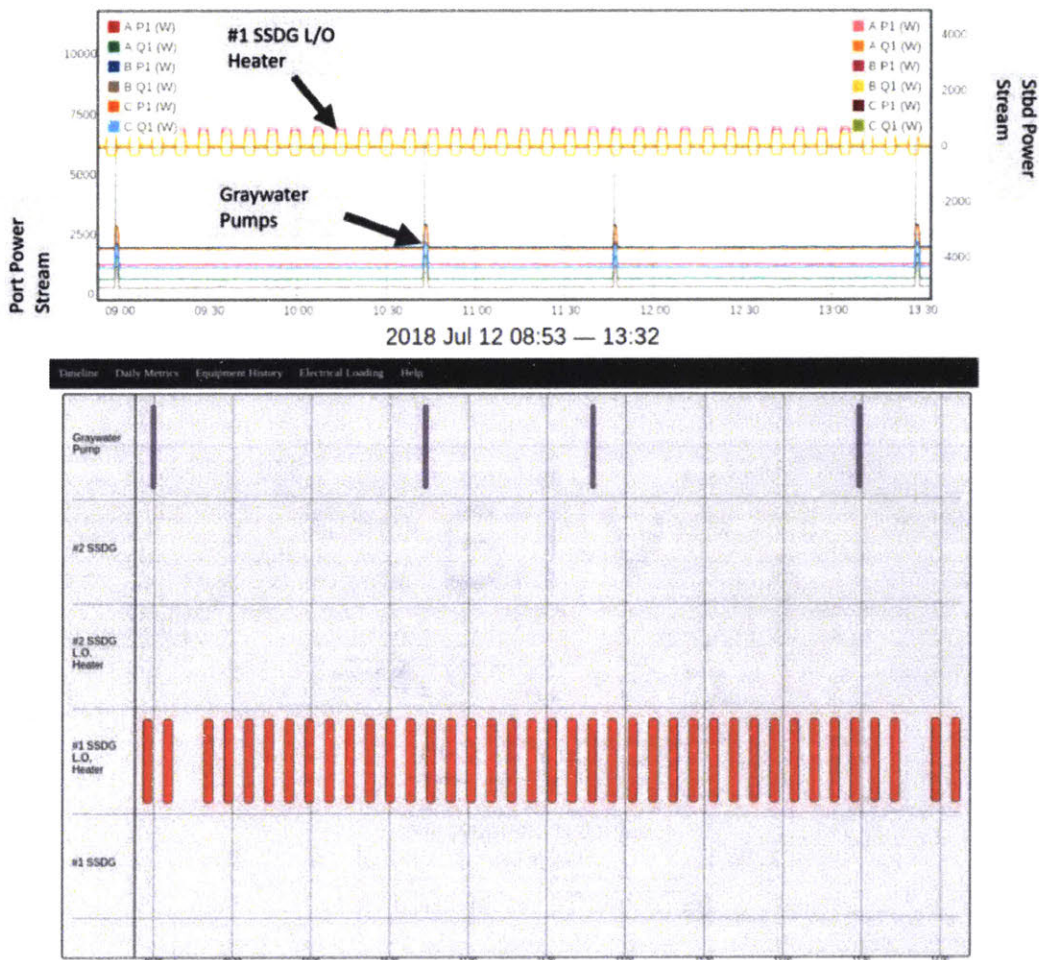 A P1 (W)
A Q1 (W)
B P1 (W)
B Q1 (W)
C P1 (W)
C Q1 (W)
#1 SSDG L/O
Heater
A P1 (W)
A Q1 (W)
B P1 (W)
B Q1 (W)
C P1 (W)
C Q1 (W)
10000
7500
5000
2500
0
4000
2000
0
-2000
-4000
Port Power
Stream
Stbd Power
Stream
Graywater
Pumps
09 00
09 30
10 00
10 30
11 00
11 30
12 00
12 30
13 00
13 30
2018 Jul 12 08:53 — 13:32
Timeline Daily Metrics Equipment History Electrical Loading Help
Graywater
Pump
#2 SSDG
#2 SSDG
L.O.
Heater
#1 SSDG
L.O.
Heater
#1 SSDG